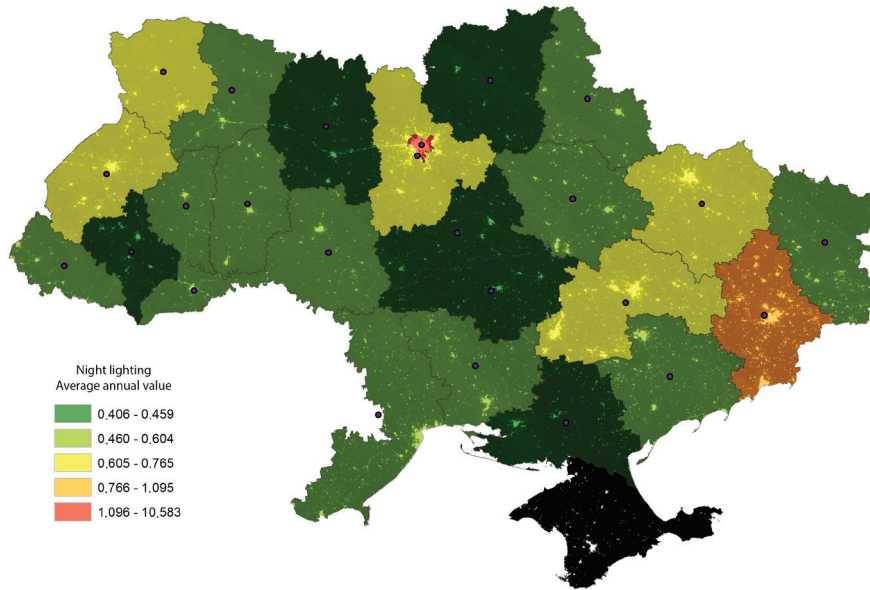 Night lighting
Average annual value
0,406 - 0,459
0,460 - 0,604
0,605 - 0,765
0,766 - 1,095
1,096 - 10,583